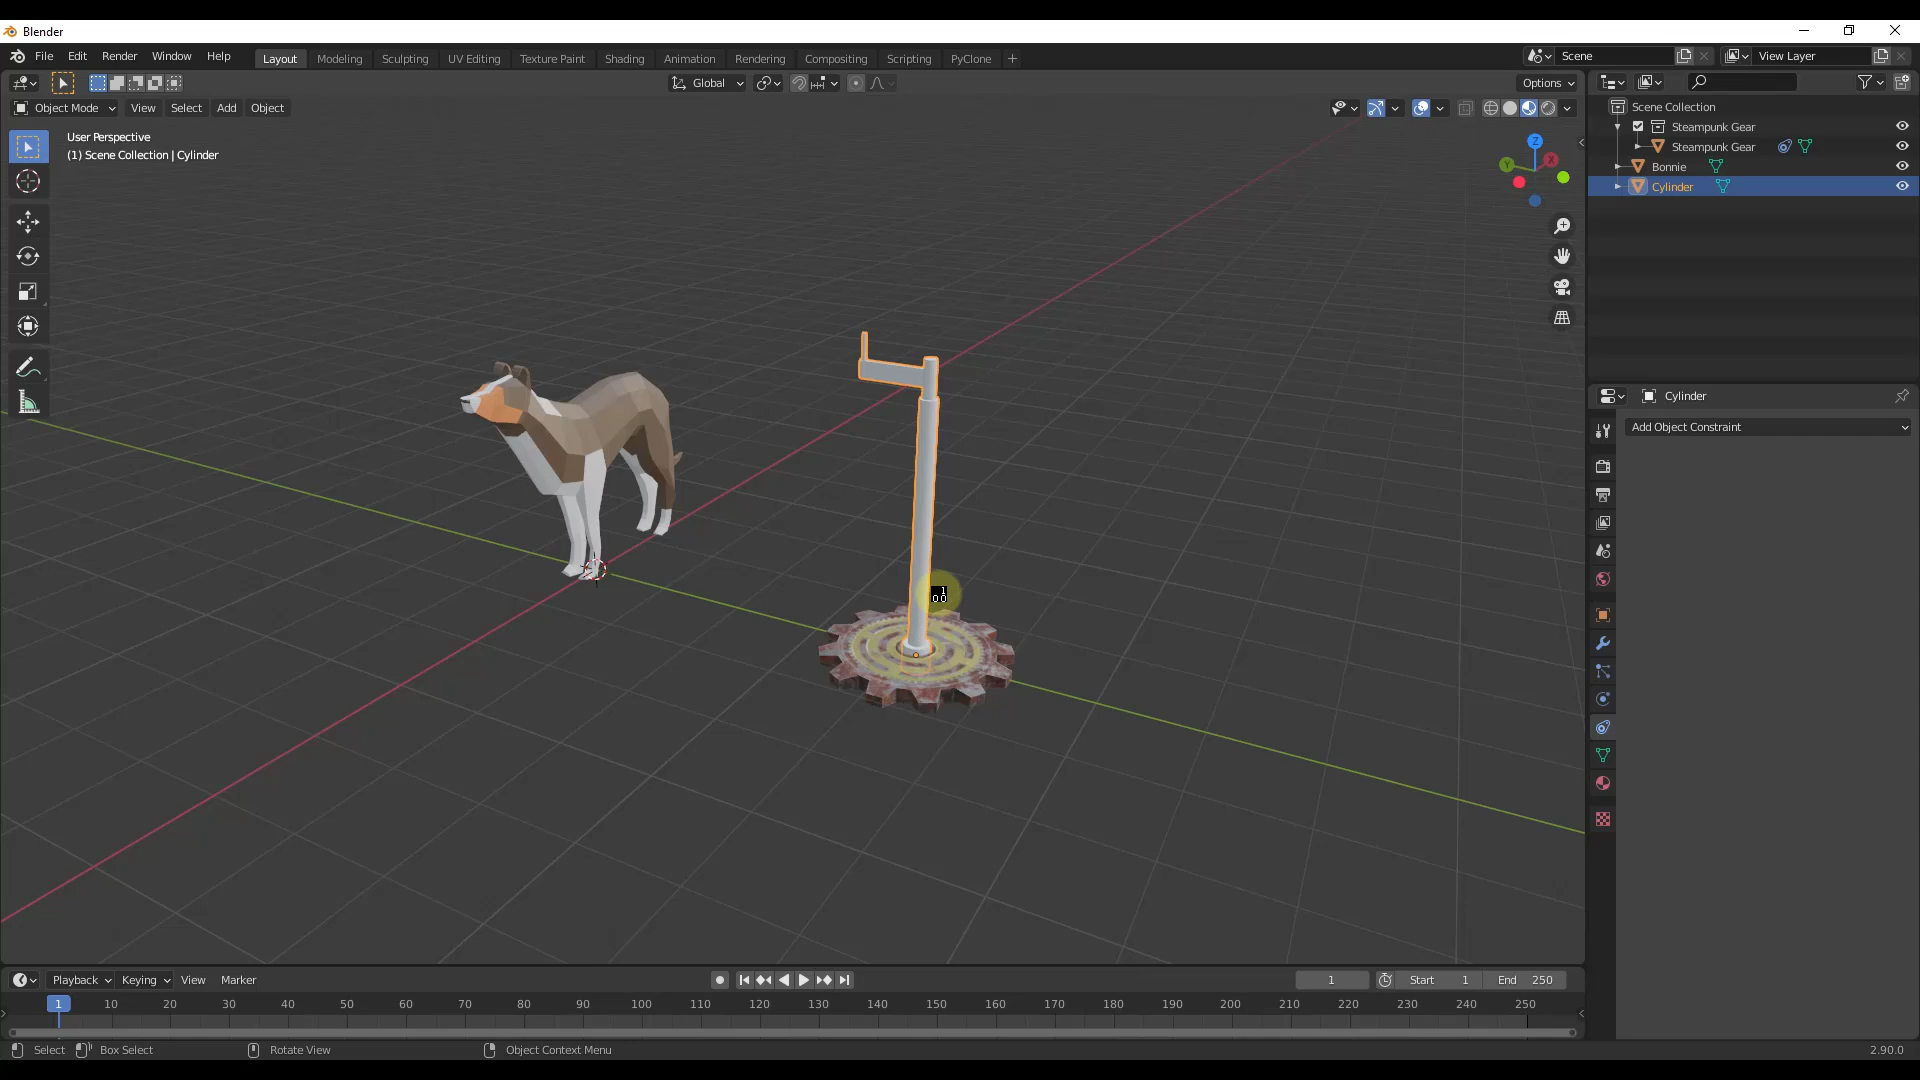 Blender
File Edit Render Window Help
Layout Modeling Sculpting UV Editing Texture Paint Shading Animation Rendering Compositing Scripting PyClone +
Scene
View Layer
Global
Options
Object Mode View Select Add Object
User Perspective
(1) Scene Collection | Cylinder
Z
Y
X
Scene Collection
Steampunk Gear
Steampunk Gear
Bonnie
Cylinder
Cylinder
Add Object Constraint
1
0 0
Playback Keying View Marker
1
Start 1 End 250
1 10 20 30 40 50 60 70 80 90 100 110 120 130 140 150 160 170 180 190 200 210 220 230 240 250
Select Box Select Rotate View Object Context Menu 2.90.0